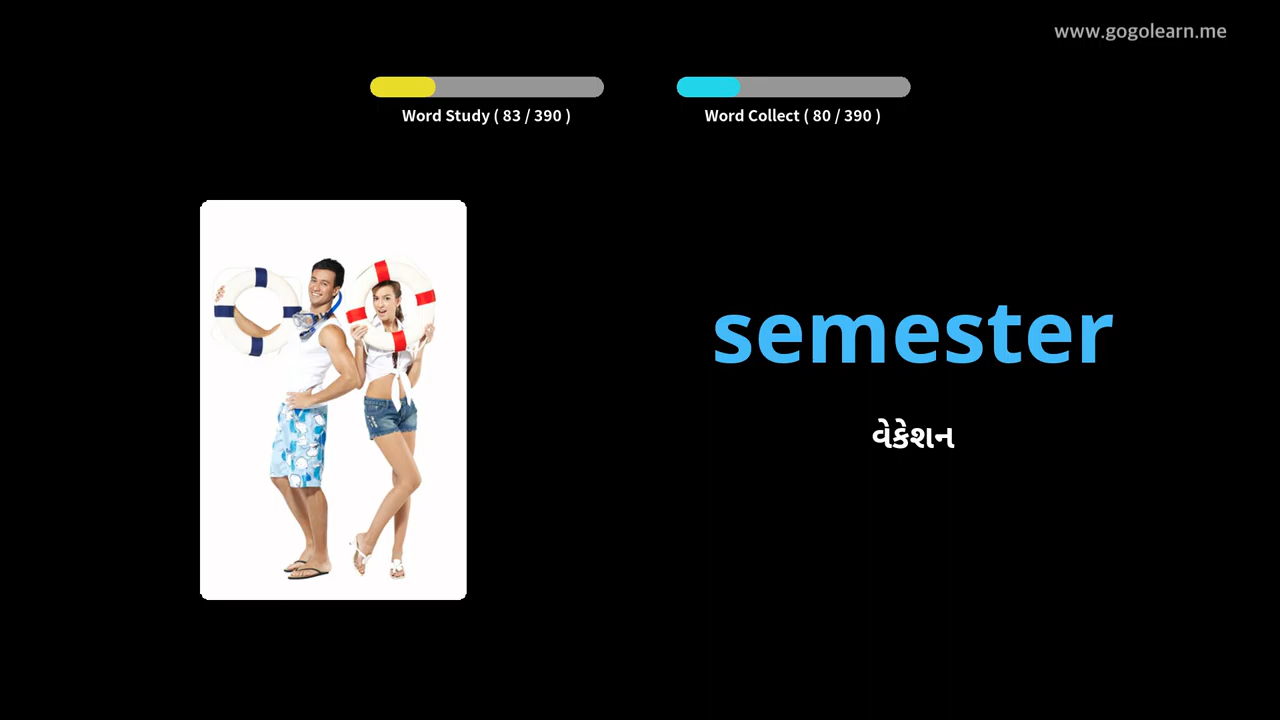 www.gogolearn.me
Word Study ( 83 / 390 )
Word Collect ( 80 / 390 )
semester
વેકેશન